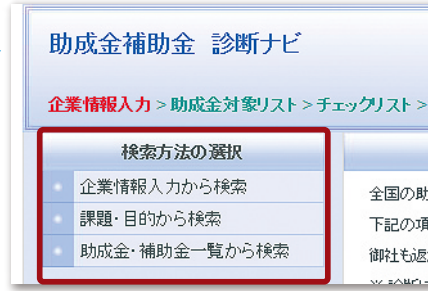 助成金補助金 診断ナビ
企業情報入力 > 助成金対象リスト > チェックリスト >
検索方法の選択
企業情報入力から検索
課題・目的から検索
助成金・補助金一覧から検索
全国の助
下記の項
御社も返